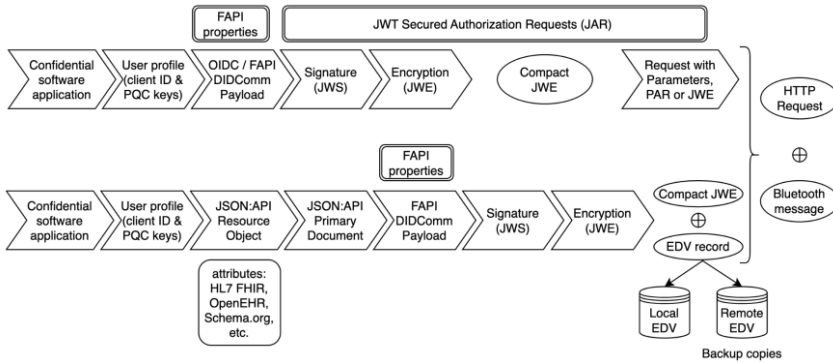 FAPI
properties
JWT Secured Authorization Requests (JAR)
Confidential
software
application
User profile
(client ID &
PQC keys)
OIDC / FAPI
DIDComm
Payload
Signature
(JWS)
Encryption
(JWE)
Compact
JWE
Request with
Parameters,
PAR or JWE
HTTP
Request
Bluetooth
message
FAPI
properties
Confidential
software
application
User profile
(client ID &
PQC keys)
JSON:API
Resource
Object
JSON:API
Primary
Document
FAPI
DIDComm
Payload
Signature
(JWS)
Encryption
(JWE)
Compact JWE
EDV record
attributes:
HL7 FHIR,
OpenEHR,
Schema.org,
etc.
Local
EDV
Remote
EDV
Backup copies